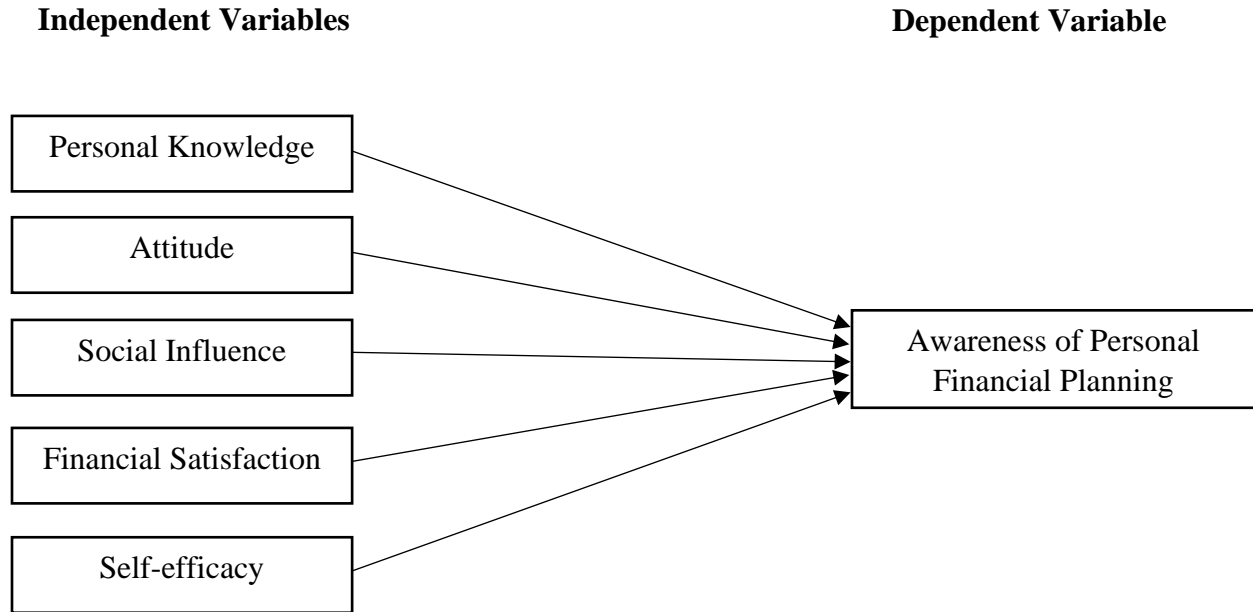 Independent Variables
Dependent Variable
Personal Knowledge
Attitude
Social Influence
Financial Satisfaction
Self-efficacy
Awareness of Personal
Financial Planning